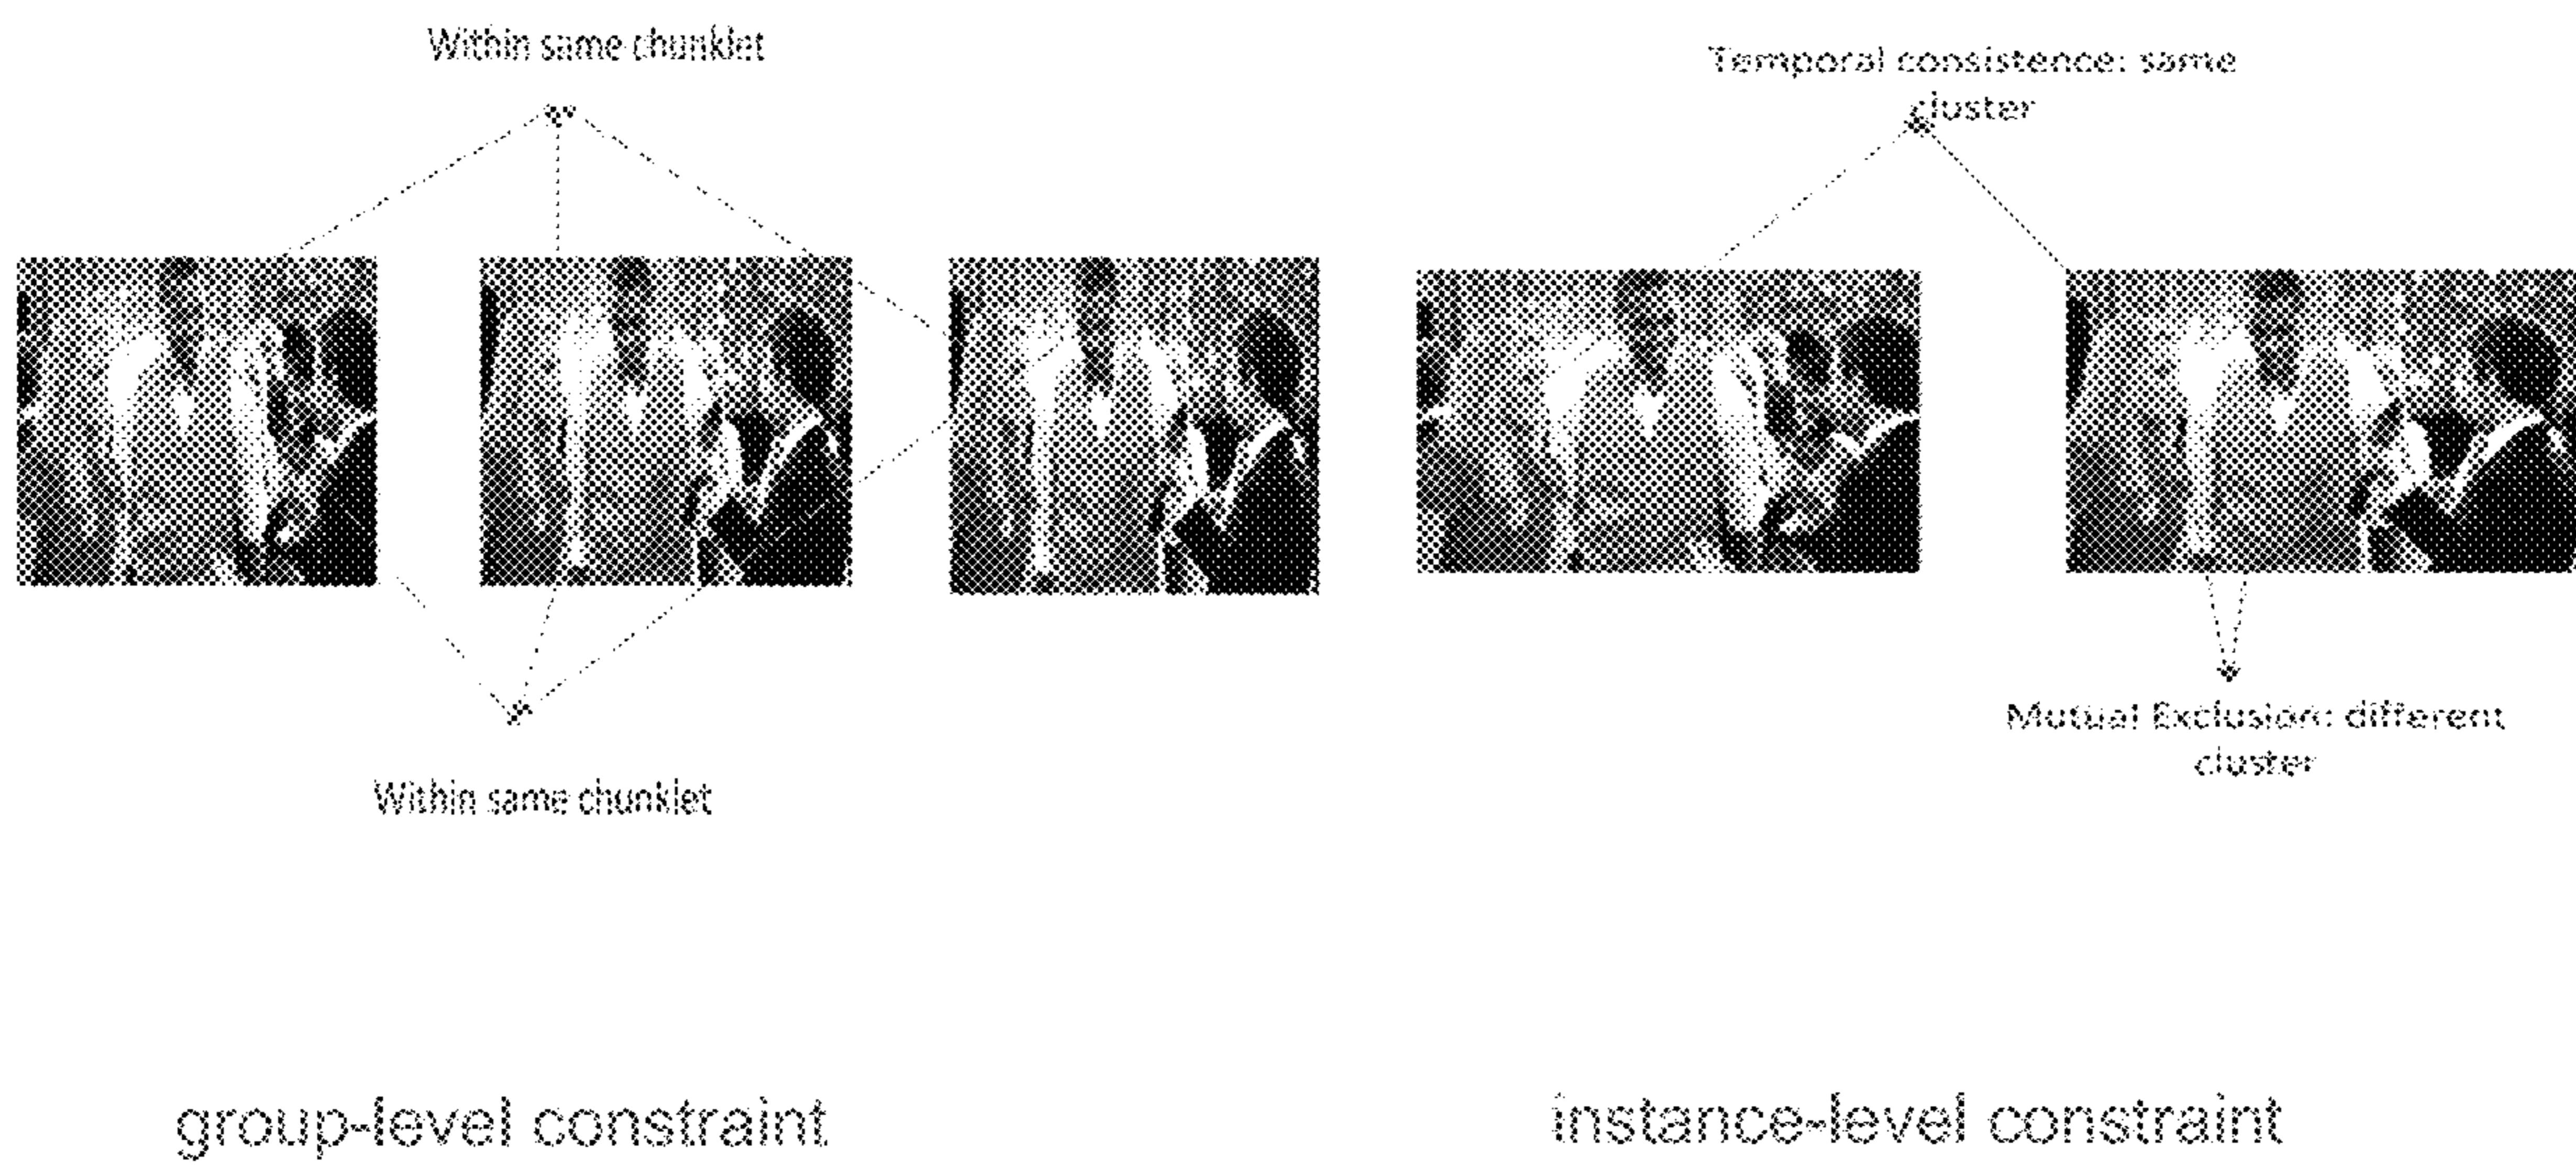 Within same chunklet
Temporal consistence: same
cluster
Mutual Exclusion: different
cluster
Within same chunklet
group-level constraint
instance-level constraint